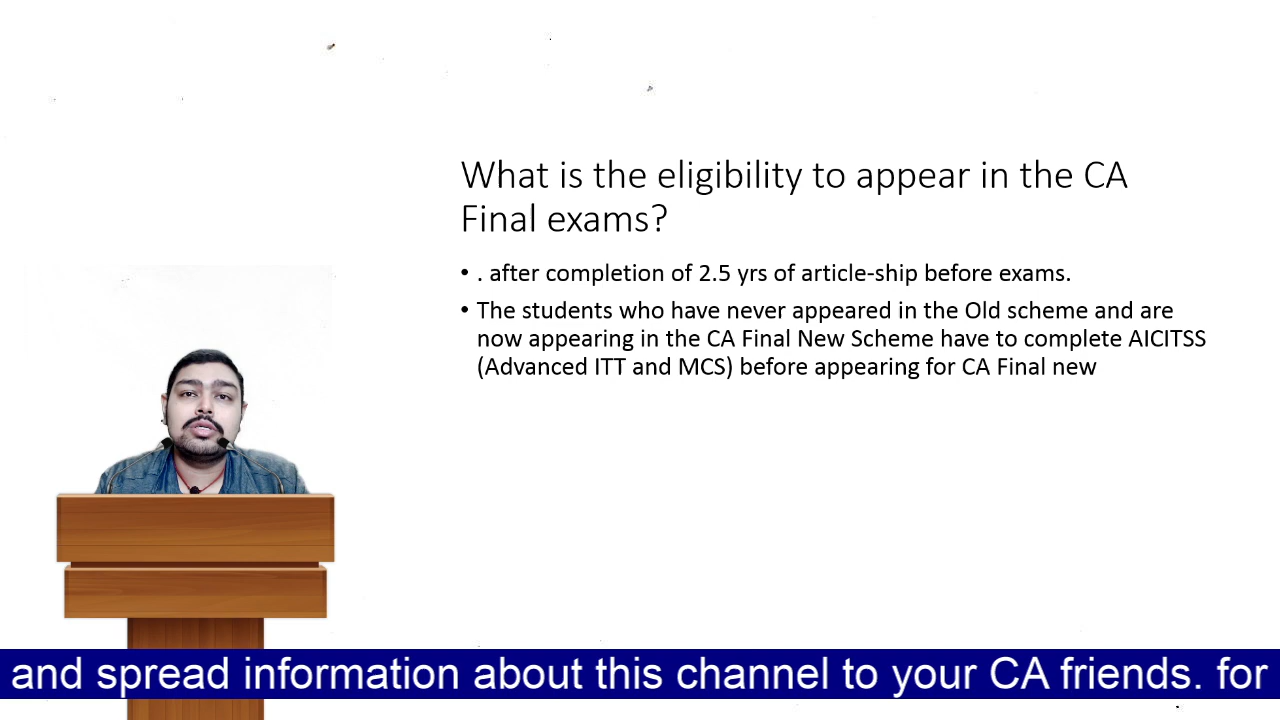 What is the eligibility to appear in the CA
Final exams?
• . after completion of 2.5 yrs of article-ship before exams.
• The students who have never appeared in the Old scheme and are
now appearing in the CA Final New Scheme have to complete AICITSS
(Advanced ITT and MCS) before appearing for CA Final new
and spread information about this channel to your CA friends. for